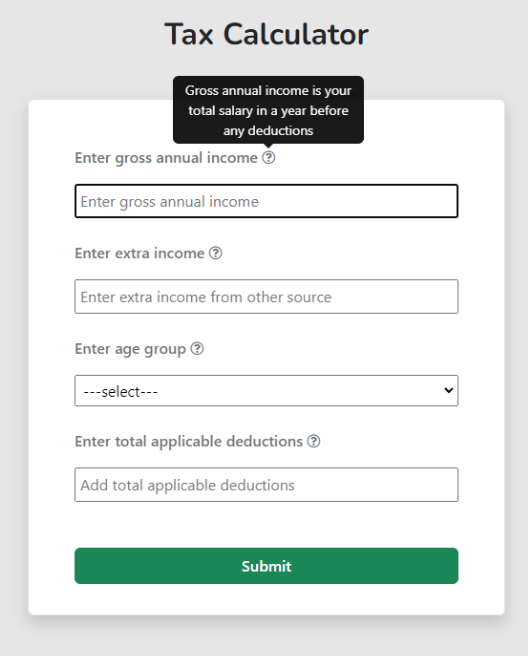 Tax Calculator
Gross annual income is your
total salary in a year before
any deductions
Enter gross annual income
Enter gross annual income
Enter extra income
Enter extra income from other source
Enter age group
---select---
Enter total applicable deductions
Add total applicable deductions
Submit